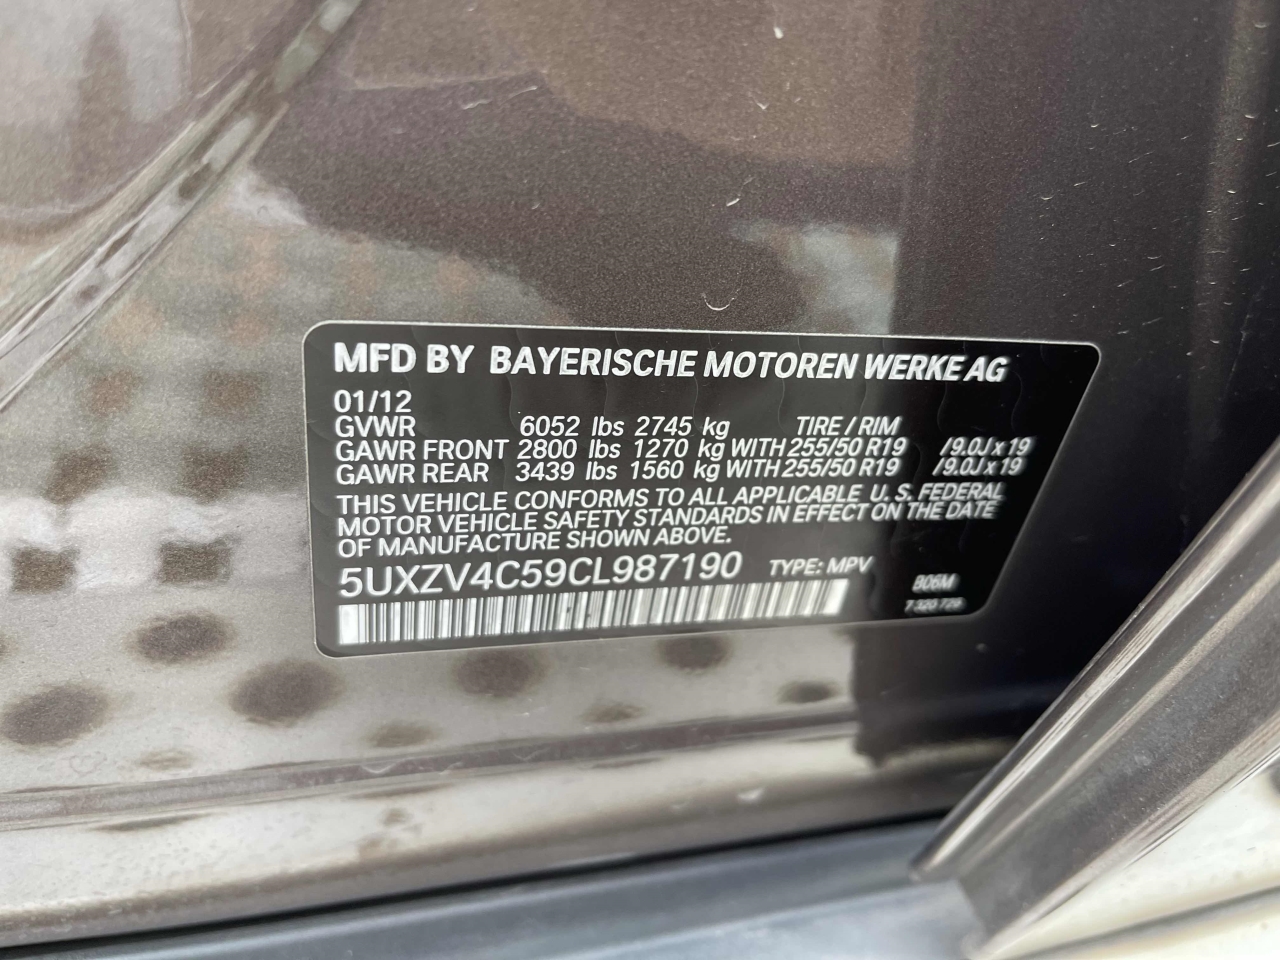 MFD BY BAYERISCHE MOTOREN WERKE AG
01/12
GVWR 6052 lbs 2745 kg TIRE / RIM
GAWR FRONT 2800 lbs 1270 kg WITH 255/50 R19 /9.0J x 19
GAWR REAR 3439 lbs 1560 kg WITH 255/50 R19 /9.0J x 19
THIS VEHICLE CONFORMS TO ALL APPLICABLE U. S. FEDERAL
MOTOR VEHICLE SAFETY STANDARDS IN EFFECT ON THE DATE
OF MANUFACTURE SHOWN ABOVE.
5UXZV4C59CL987190 TYPE: MPV
B06M
7 320 726